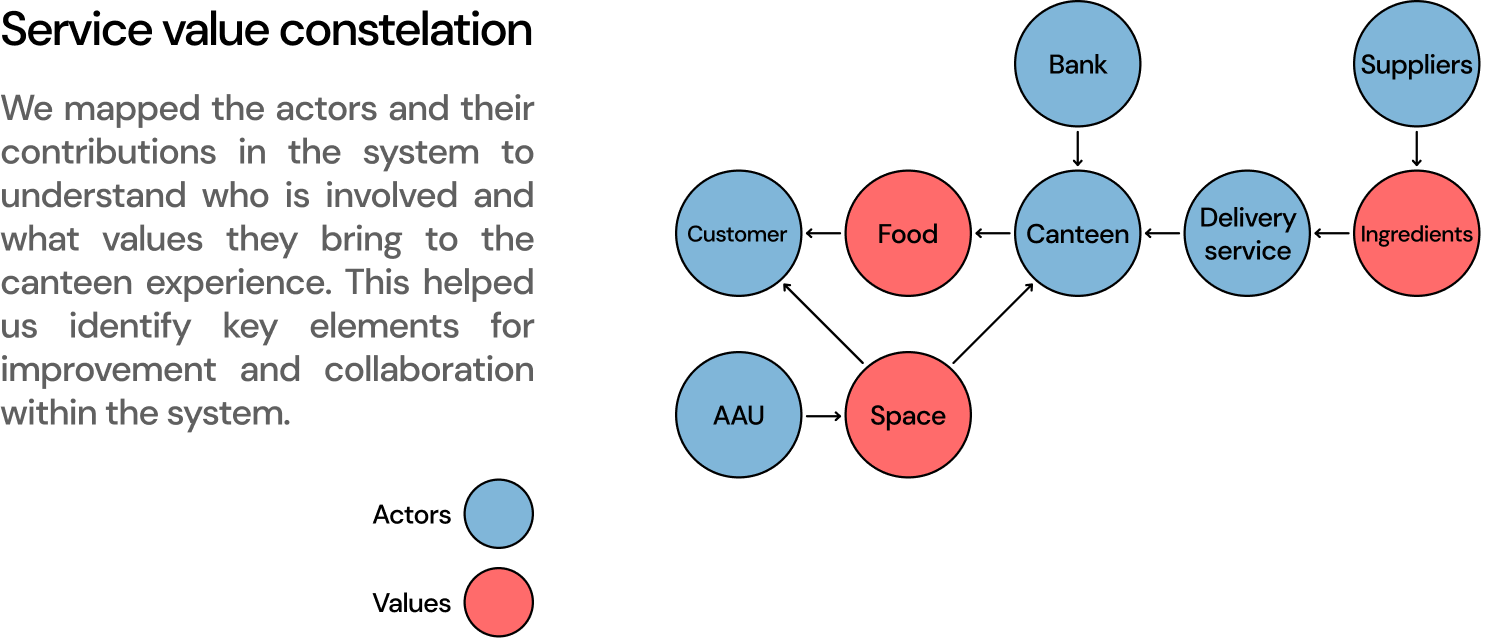 Service value constelation
We mapped the actors and their
contributions in the system to
understand who is involved and
what values they bring to the
canteen experience. This helped
us identify key elements for
improvement and collaboration
within the system.
Actors
Values
Bank
Suppliers
Customer
Food
Canteen
Delivery
service
Ingredients
AAU
Space